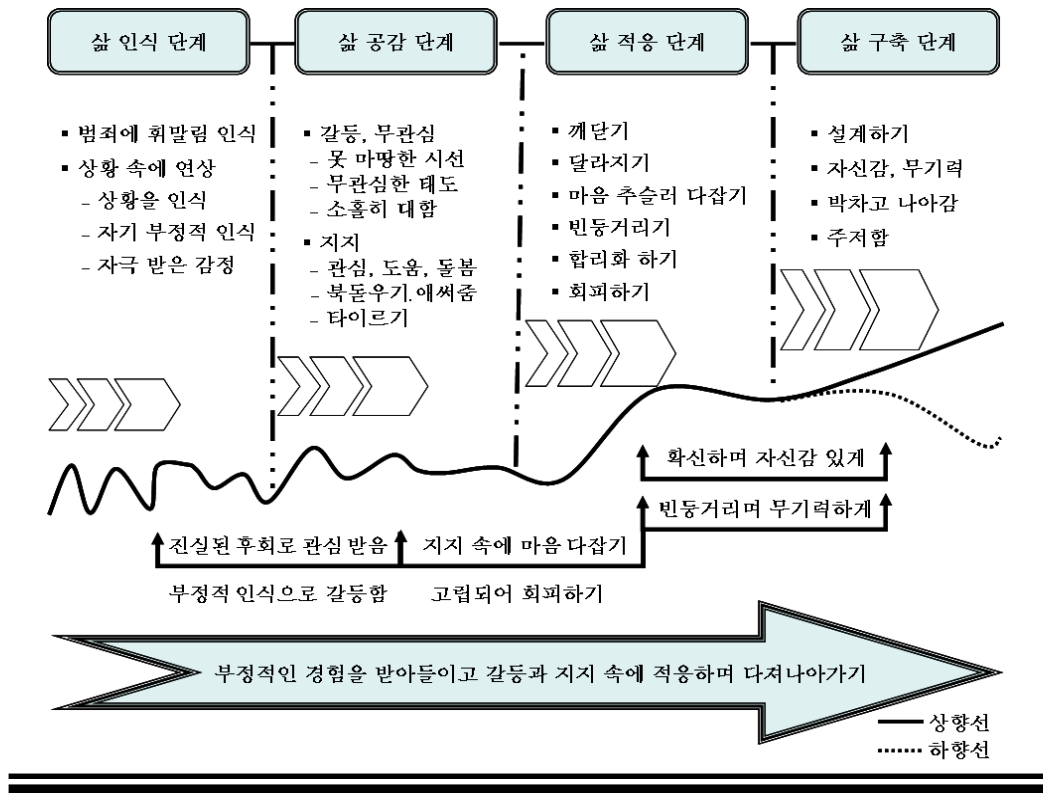 삶 인식 단계
삶 공감 단계
삶 적응 단계
삶 구축 단계
▪ 범죄에 휘말림 인식
▪ 상황 속에 연상
– 상황을 인식
– 자기 부정적 인식
– 자극 받은 감정
▪ 갈등, 무관심
– 못 마땅한 시선
– 무관심한 태도
– 소홀히 대함
▪ 지지
– 관심, 도움, 돌봄
– 북돋우기.애써줌
– 타이르기
▪ 깨닫기
▪ 달라지기
▪ 마음 추슬러 다잡기
▪ 빈둥거리기
▪ 합리화 하기
▪ 회피하기
▪ 설계하기
▪ 자신감, 무기력
▪ 박차고 나아감
▪ 주저함
확신하며 자신감 있게
빈둥거리며 무기력하게
진실된 후회로 관심 받음
지지 속에 마음 다잡기
부정적 인식으로 갈등함
고립되어 회피하기
부정적인 경험을 받아들이고 갈등과 지지 속에 적응하며 다져나아가기
상향선
하향선